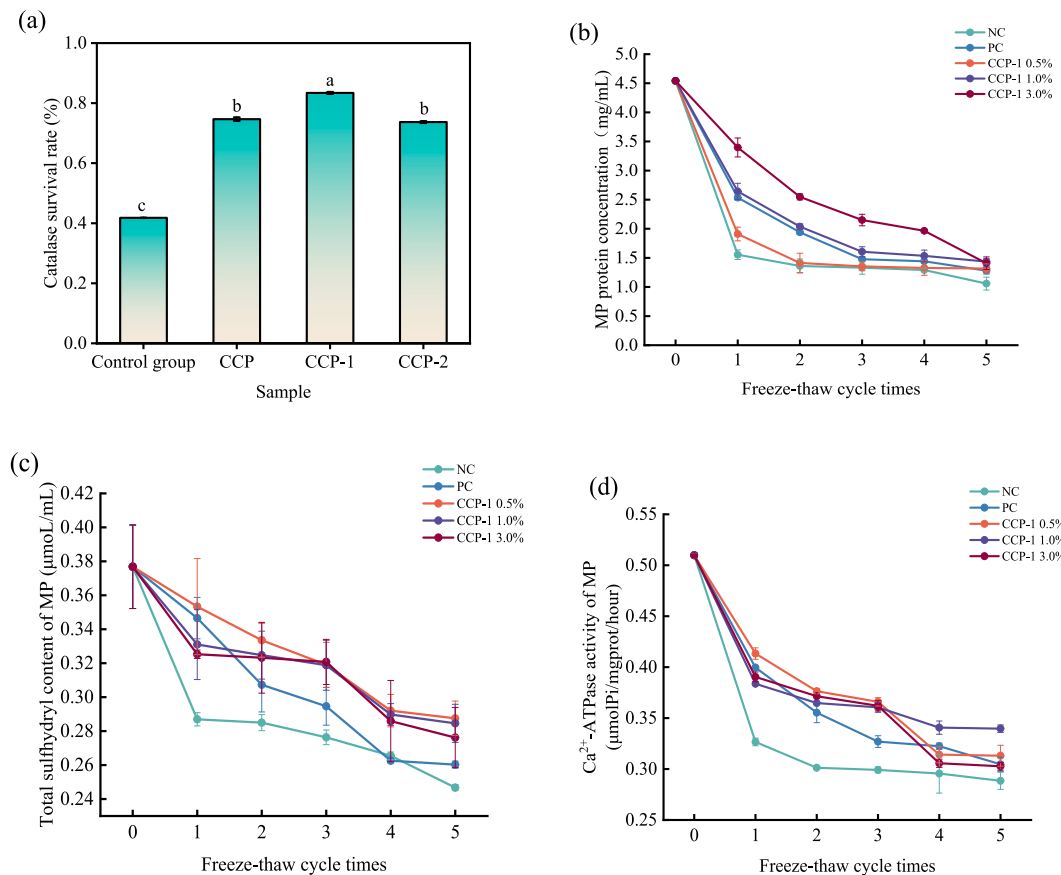 (a)
Catalase survival rate (%)
1.0
0.8
0.6
0.4
0.2
0.0
c
b
a
b
Control group CCP CCP-1 CCP-2
Sample
(b)
NC
PC
CCP-1 0.5%
CCP-1 1.0%
CCP-1 3.0%
MP protein concentration (mg/mL)
5.0
4.5
4.0
3.5
3.0
2.5
2.0
1.5
1.0
0.5
0.0
0 1 2 3 4 5
Freeze-thaw cycle times
(c)
NC
PC
CCP-1 0.5%
CCP-1 1.0%
CCP-1 3.0%
Total sulfhydryl content of MP (μmoL/mL)
0.42
0.40
0.38
0.36
0.34
0.32
0.30
0.28
0.26
0.24
0 1 2 3 4 5
Freeze-thaw cycle times
(d)
NC
PC
CCP-1 0.5%
CCP-1 1.0%
CCP-1 3.0%
Ca²⁺-ATPase activity of MP
(μmolPi/mgprot/hour)
0.55
0.50
0.45
0.40
0.35
0.30
0.25
0 1 2 3 4 5
Freeze-thaw cycle times